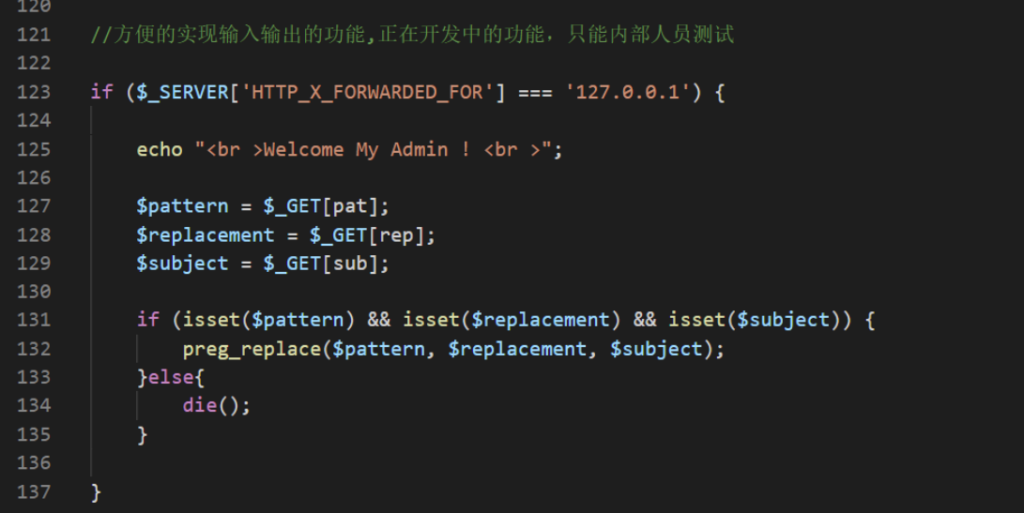 120
121 //方便的实现输入输出的功能,正在开发中的功能，只能内部人员测试
122
123 if ($_SERVER['HTTP_X_FORWARDED_FOR'] === '127.0.0.1') {
124
125 echo "<br >Welcome My Admin ! <br >";
126
127 $pattern = $_GET[pat];
128 $replacement = $_GET[rep];
129 $subject = $_GET[sub];
130
131 if (isset($pattern) && isset($replacement) && isset($subject)) {
132 preg_replace($pattern, $replacement, $subject);
133 }else{
134 die();
135 }
136
137 }